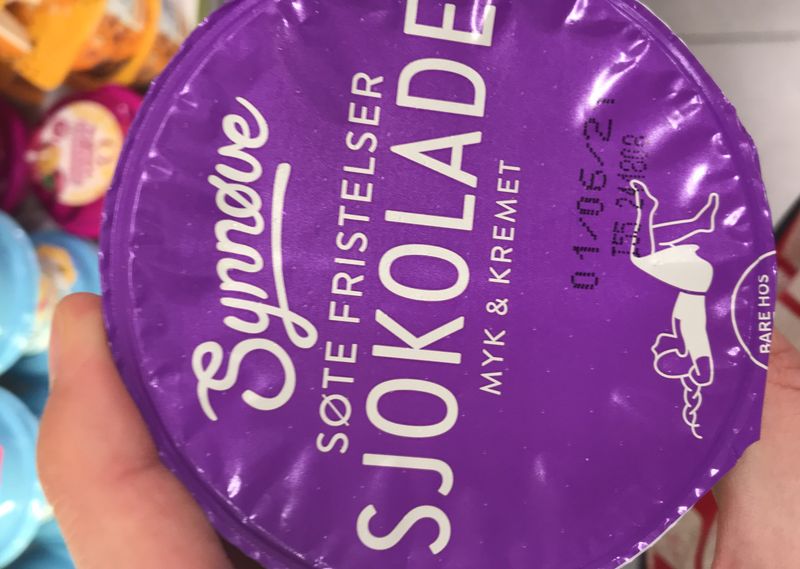 Synnøve
SØTE FRISTELSER
SJOKOLADE
MYK & KREMET
01/06/21
BARE HOS